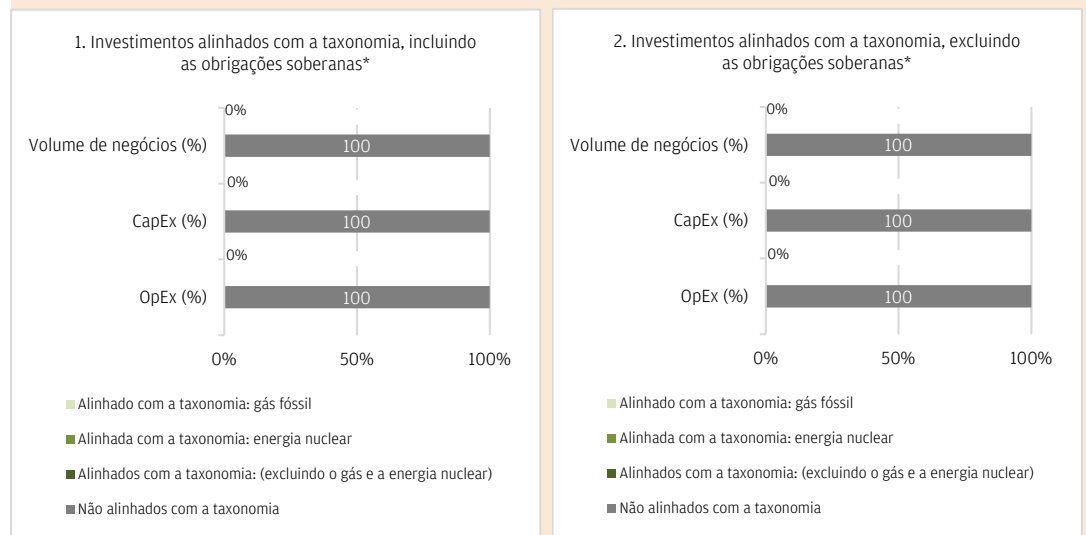 1. Investimentos alinhados com a taxonomia, incluindo
as obrigações soberanas*
0%
Volume de negócios (%)
100
0%
CapEx (%)
100
0%
OpEx (%)
100
0%
50%
100%
Alinhado com a taxonomia: gás fóssil
Alinhada com a taxonomia: energia nuclear
Alinhados com a taxonomia: (excluindo o gás e a energia nuclear)
Não alinhados com a taxonomia
2. Investimentos alinhados com a taxonomia, excluindo
as obrigações soberanas*
0%
Volume de negócios (%)
100
0%
CapEx (%)
100
0%
OpEx (%)
100
0%
50%
100%
Alinhado com a taxonomia: gás fóssil
Alinhada com a taxonomia: energia nuclear
Alinhados com a taxonomia: (excluindo o gás e a energia nuclear)
Não alinhados com a taxonomia